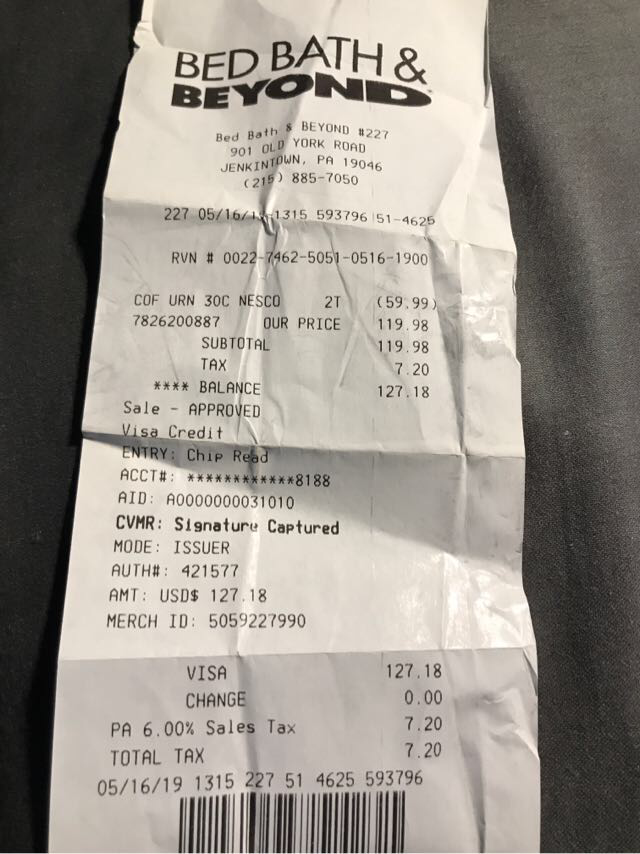 BED BATH &
BEYOND
Bed Bath & BEYOND #227
901 OLD YORK ROAD
JENKINTOWN, PA 19046
(215) 885-7050
227 05/16/19 1315 593796 51-4625
RVN # 0022-7462-5051-0516-1900
COF URN 30C NESCO 2T (59.99)
7826200887 OUR PRICE 119.98
SUBTOTAL 119.98
TAX 7.20
**** BALANCE 127.18
Sale - APPROVED
Visa Credit
ENTRY: Chip Read
ACCT#: ************8188
AID: A0000000031010
CVMR: Signature Captured
MODE: ISSUER
AUTH#: 421577
AMT: USD$ 127.18
MERCH ID: 5059227990
VISA 127.18
CHANGE 0.00
PA 6.00% Sales Tax 7.20
TOTAL TAX 7.20
05/16/19 1315 227 51 4625 593796